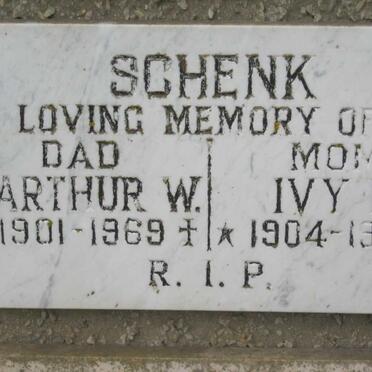 SCHENK
LOVING MEMORY OF
DAD MOM
ARTHUR W. IVY
1901-1969 † ★ 1904-1
R. I. P.